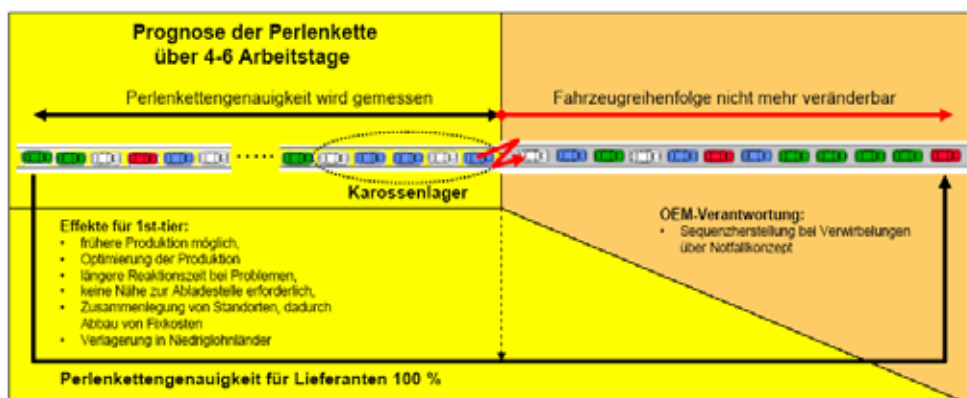 Prognose der Perlenkette
über 4-6 Arbeitstage
Perlenkettengenauigkeit wird gemessen
Fahrzeugreihenfolge nicht mehr veränderbar
Karossenlager
Effekte für 1st-tier:
• frühere Produktion möglich,
• Optimierung der Produktion
• längere Reaktionszeit bei Problemen,
• keine Nähe zur Abladestelle erforderlich,
• Zusammenlegung von Standorten, dadurch
Abbau von Fixkosten
• Verlagerung in Niedriglohnländer
OEM-Verantwortung:
• Sequenzherstellung bei Verwirbelungen
über Notfallkonzept
Perlenkettengenauigkeit für Lieferanten 100 %